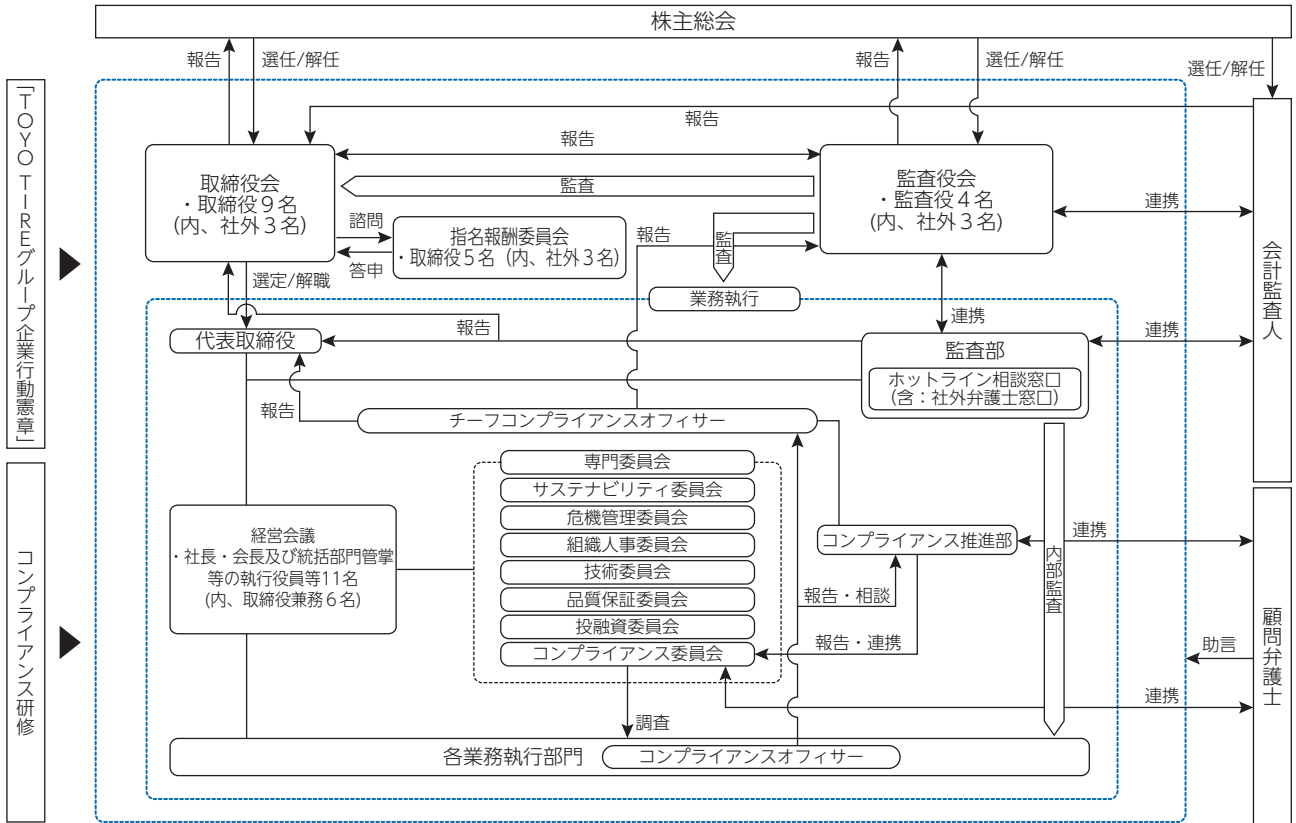 株主総会
報告
選任/解任
報告
選任/解任
選任/解任
「TOYO TIREグループ企業行動憲章」
報告
報告
取締役会
・取締役９名
(内、社外３名)
監査
監査役会
・監査役４名
(内、社外３名)
連携
会計監査人
諮問
答申
指名報酬委員会
・取締役５名（内、社外３名）
報告
監査
選定/解職
業務執行
代表取締役
報告
連携
連携
監査部
ホットライン相談窓口
(含：社外弁護士窓口)
報告
チーフコンプライアンスオフィサー
専門委員会
サステナビリティ委員会
危機管理委員会
組織人事委員会
技術委員会
品質保証委員会
投融資委員会
コンプライアンス委員会
コンプライアンス研修
経営会議
・社長・会長及び統括部門管掌
等の執行役員等11名
(内、取締役兼務６名)
コンプライアンス推進部
内部監査
連携
報告・相談
報告・連携
顧問弁護士
助言
連携
調査
各業務執行部門
コンプライアンスオフィサー